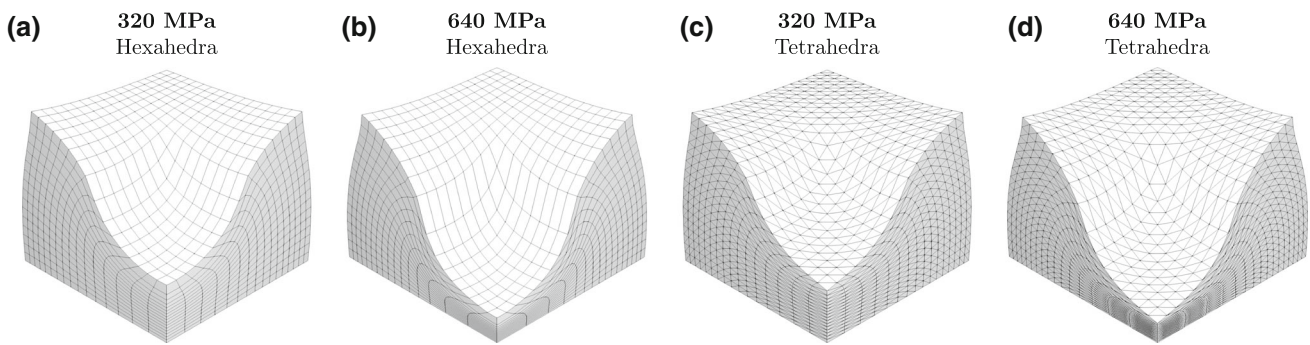 (a) 320 MPa
Hexahedra
(b) 640 MPa
Hexahedra
(c) 320 MPa
Tetrahedra
(d) 640 MPa
Tetrahedra